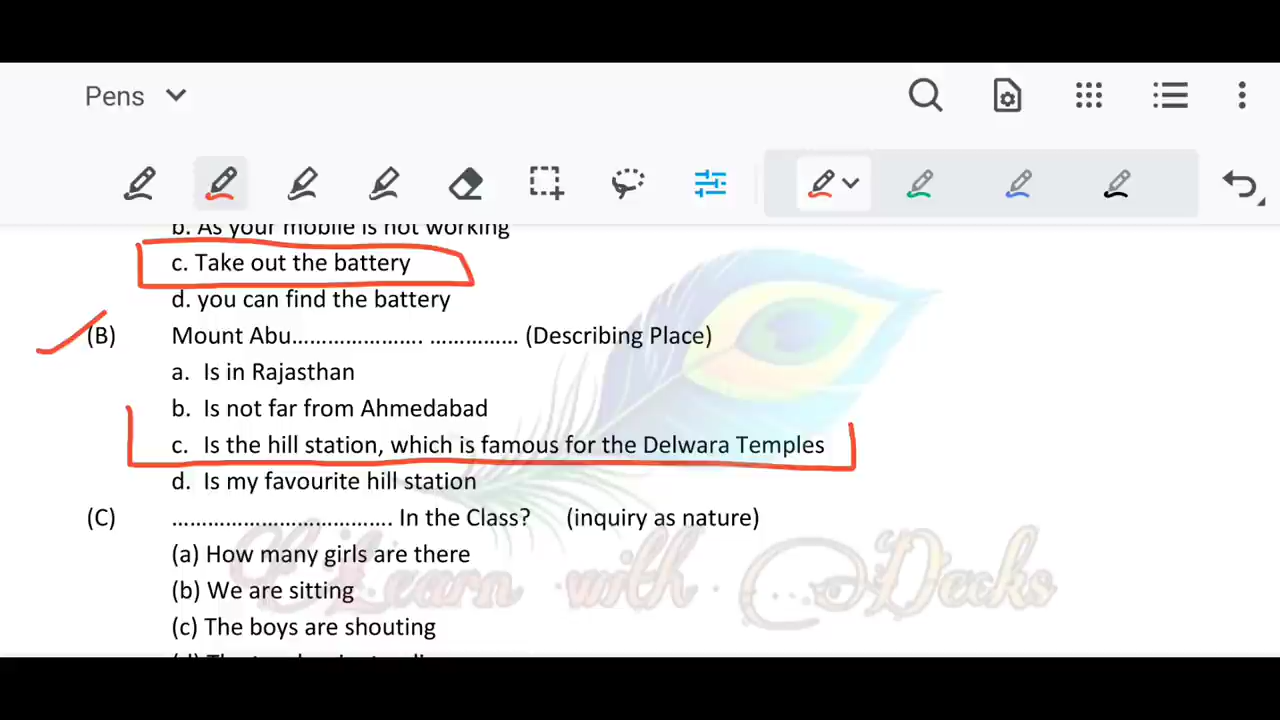 Pens
b. As your mobile is not working
c. Take out the battery
d. you can find the battery
(B) Mount Abu………………….. …………… (Describing Place)
a. Is in Rajasthan
b. Is not far from Ahmedabad
c. Is the hill station, which is famous for the Delwara Temples
d. Is my favourite hill station
(C) ………………………………. In the Class? (inquiry as nature)
(a) How many girls are there
(b) We are sitting
(c) The boys are shouting
Learn with Decks